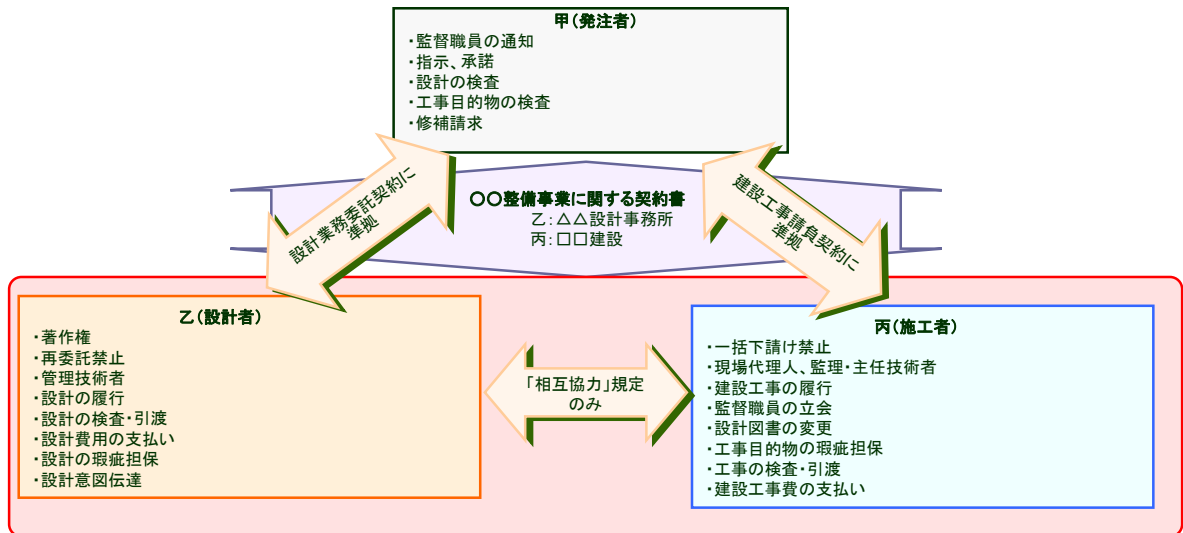 甲(発注者)
・監督職員の通知
・指示、承諾
・設計の検査
・工事目的物の検査
・修補請求
設計業務委託契約に
準拠
〇〇整備事業に関する契約書
乙:△△設計事務所
丙:□□建設
建設工事請負契約に
準拠
乙(設計者)
・著作権
・再委託禁止
・管理技術者
・設計の履行
・設計の検査・引渡
・設計費用の支払い
・設計の瑕疵担保
・設計意図伝達
「相互協力」規定
のみ
丙(施工者)
・一括下請け禁止
・現場代理人、監理・主任技術者
・建設工事の履行
・監督職員の立会
・設計図書の変更
・工事目的物の瑕疵担保
・工事の検査・引渡
・建設工事費の支払い